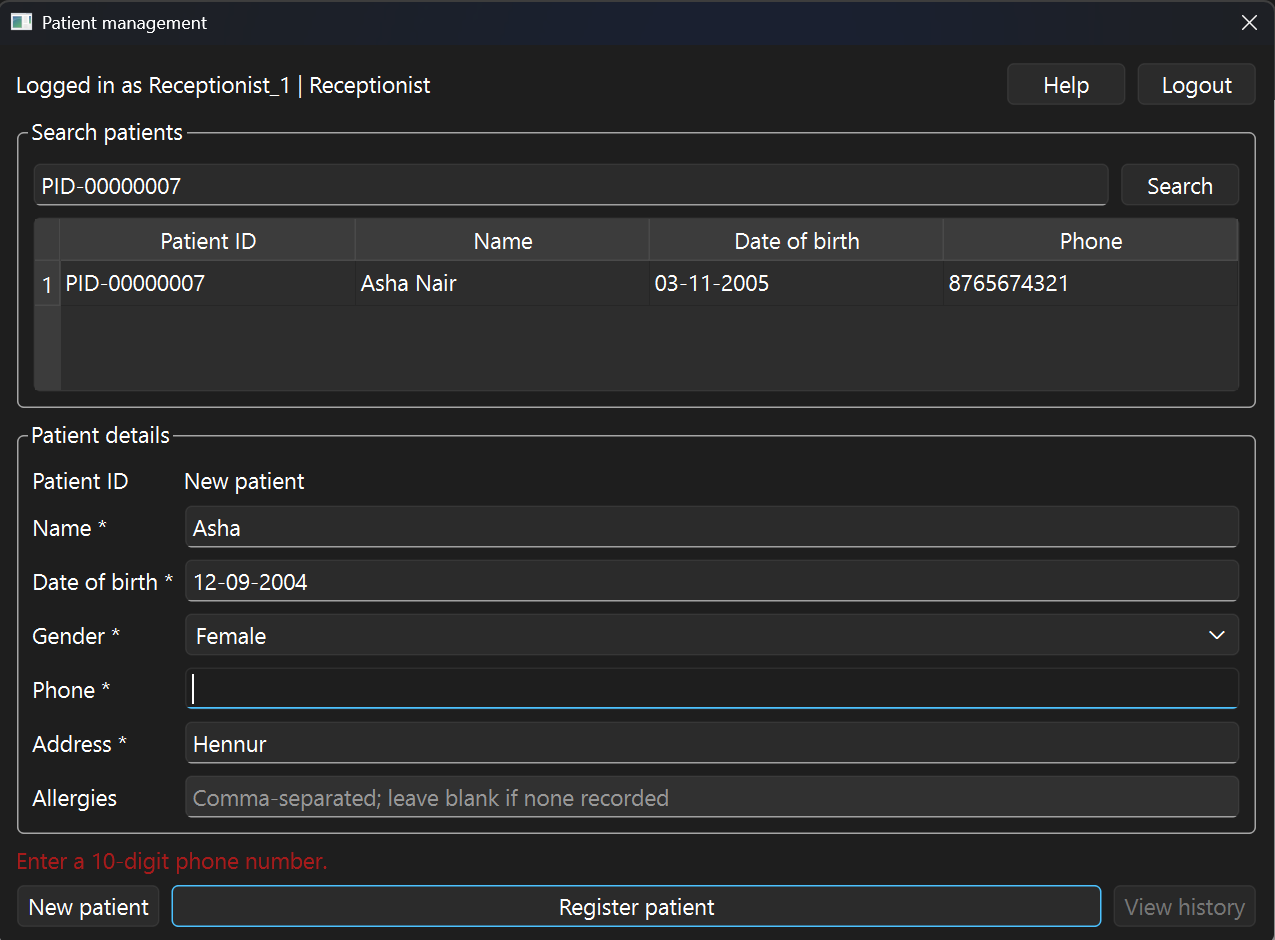 Patient management
Logged in as Receptionist_1 | Receptionist
Help
Logout
Search patients
PID-00000007
Search
Patient ID Name Date of birth Phone
1 PID-00000007 Asha Nair 03-11-2005 8765674321
Patient details
Patient ID New patient
Name * Asha
Date of birth * 12-09-2004
Gender * Female
Phone *
Address * Hennur
Allergies Comma-separated; leave blank if none recorded
Enter a 10-digit phone number.
New patient
Register patient
View history